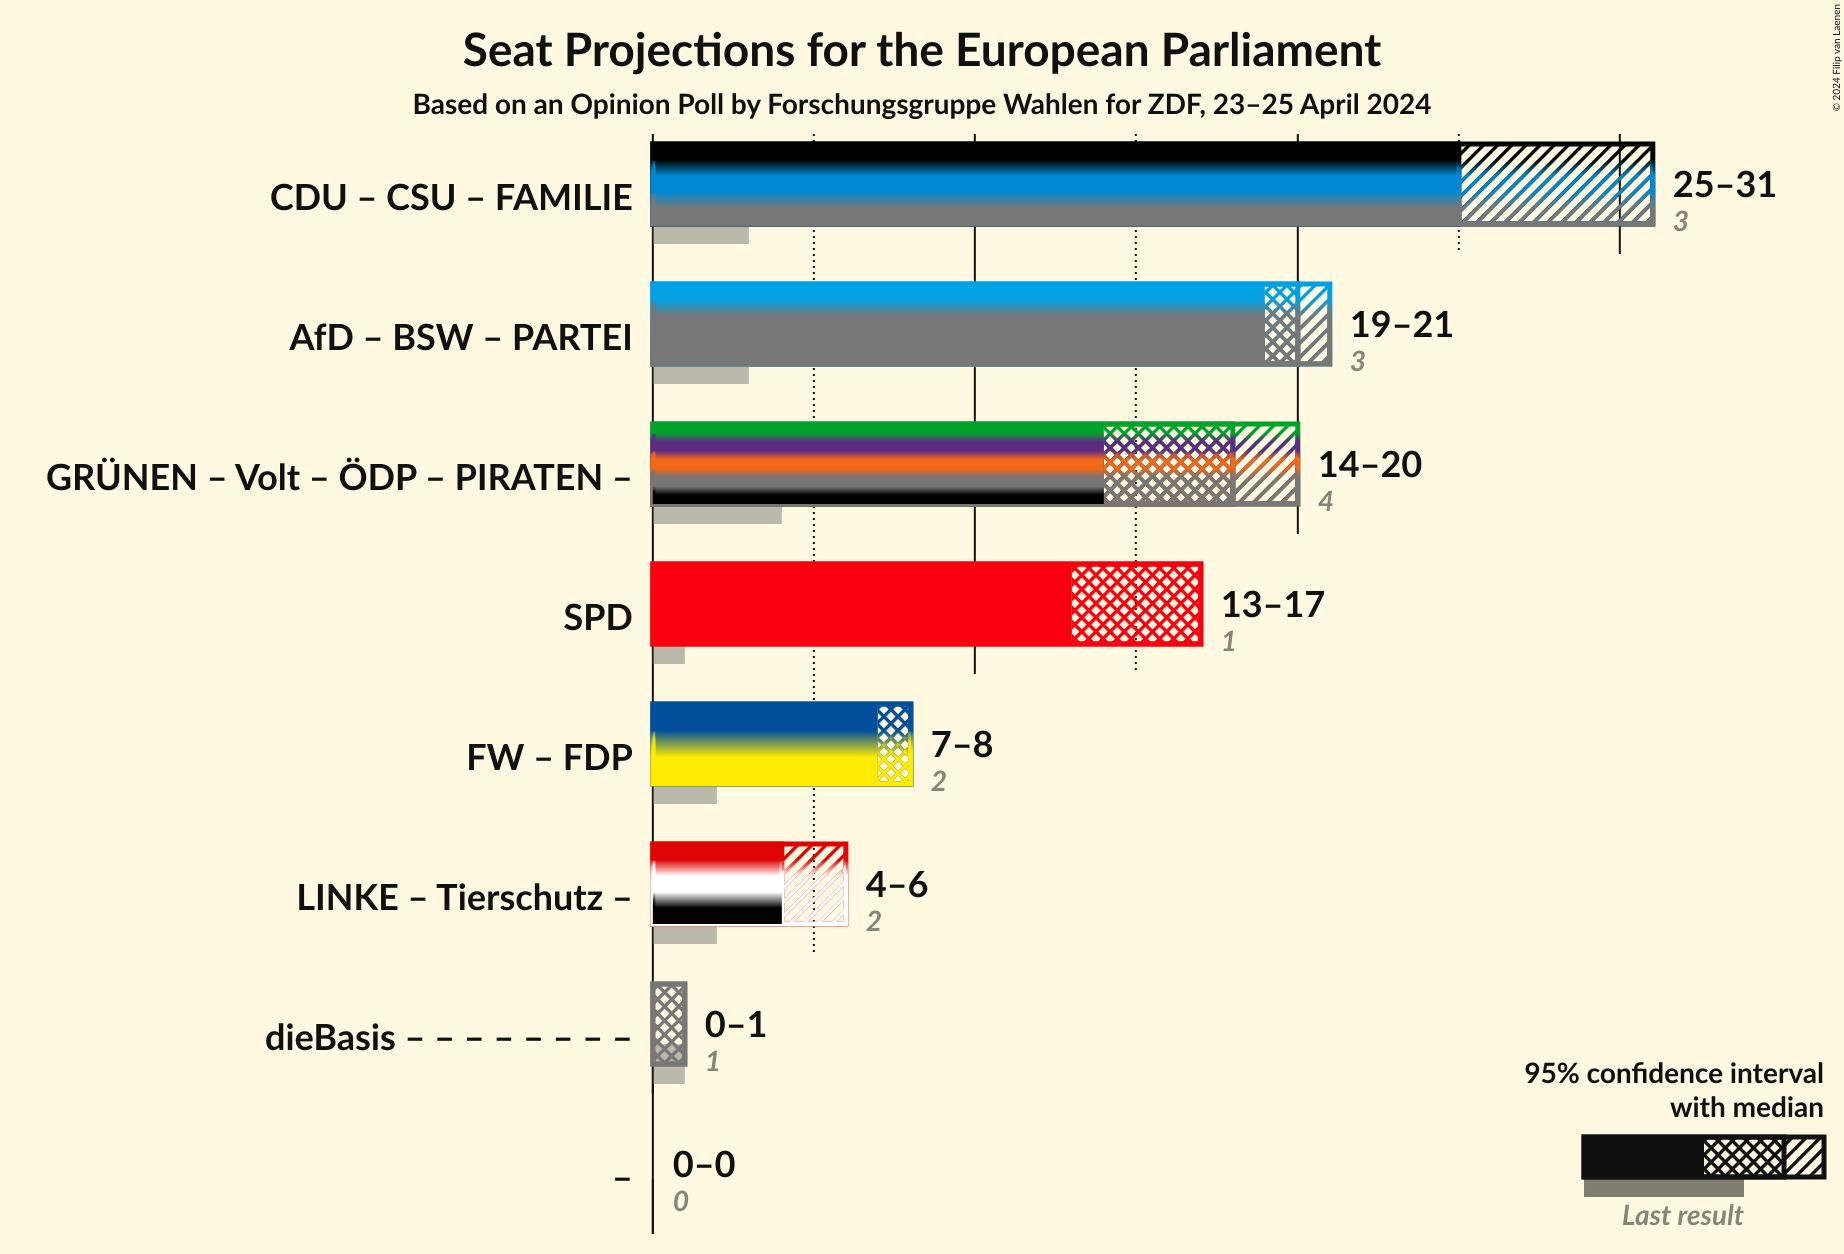 Seat Projections for the European Parliament
Based on an Opinion Poll by Forschungsgruppe Wahlen for ZDF, 23–25 April 2024
© 2024 Filip van Laenen
CDU – CSU – FAMILIE
25–31
3
AfD – BSW – PARTEI
19–21
3
GRÜNEN – Volt – ÖDP – PIRATEN –
14–20
4
SPD
13–17
1
FW – FDP
7–8
2
LINKE – Tierschutz –
4–6
2
dieBasis – – – – – – – –
0–1
1
–
0–0
0
95% confidence interval
with median
Last result